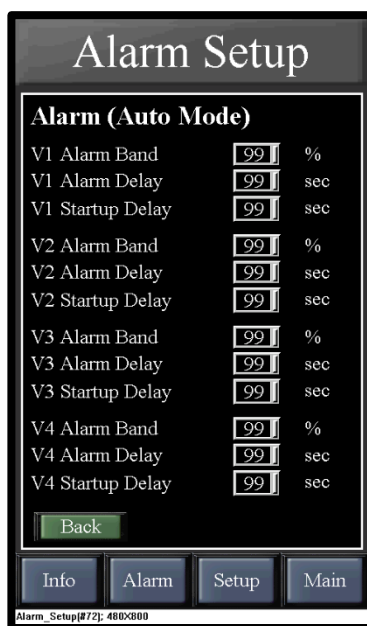 Alarm Setup
Alarm (Auto Mode)
V1 Alarm Band 99 %
V1 Alarm Delay 99 sec
V1 Startup Delay 99 sec
V2 Alarm Band 99 %
V2 Alarm Delay 99 sec
V2 Startup Delay 99 sec
V3 Alarm Band 99 %
V3 Alarm Delay 99 sec
V3 Startup Delay 99 sec
V4 Alarm Band 99 %
V4 Alarm Delay 99 sec
V4 Startup Delay 99 sec
Back
Info Alarm Setup Main
Alarm_Setup(#72); 480X800